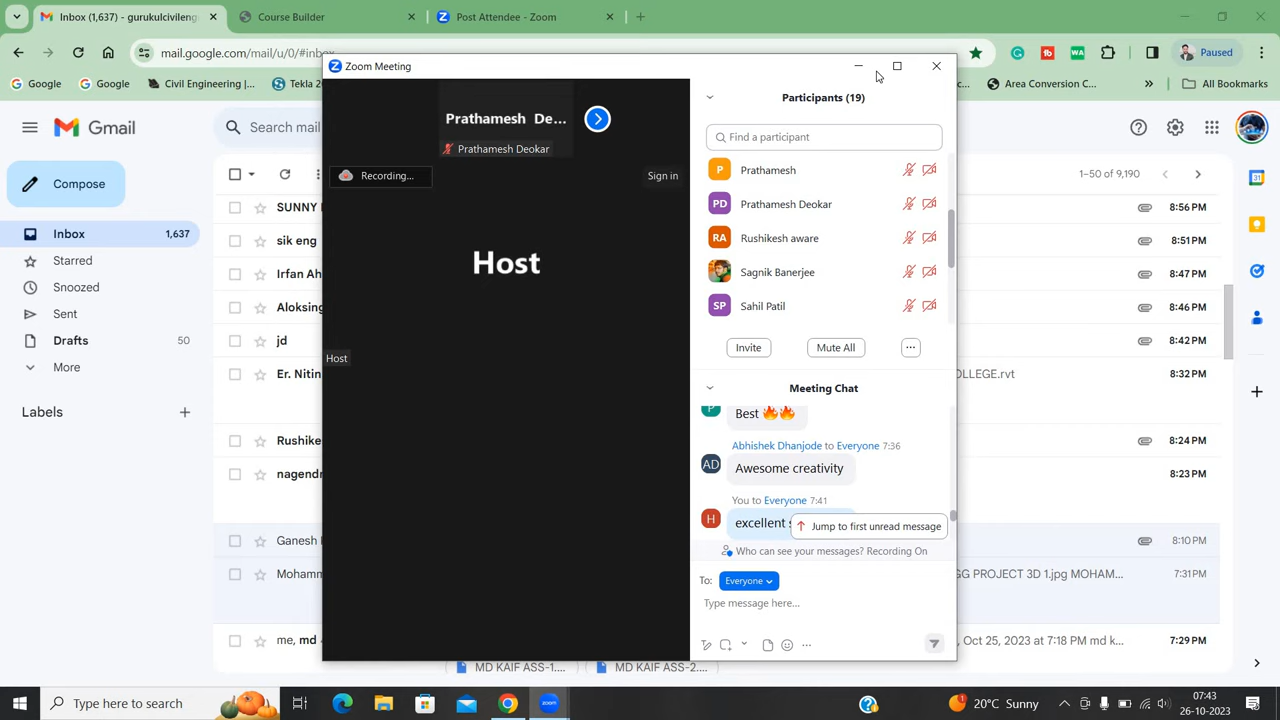 Inbox (1,637) - gurukulcivileng
Course Builder
Post Attendee - Zoom
mail.google.com/mail/u/0/#inbo
Paused
Google
Google
Tekla 2
Area Conversion C...
All Bookmarks
Gmail
Search mail
Compose
1–50 of 9,190
Inbox
1,637
Starred
Snoozed
Sent
Drafts
50
More
Labels
SUNNY
8:56 PM
sik eng
8:51 PM
Irfan Ah
8:47 PM
Aloksing
8:46 PM
jd
8:42 PM
Er. Nitin
OLLEGE.rvt
8:32 PM
Rushike
8:24 PM
nagendr
8:23 PM
Ganesh
8:10 PM
Mohamm
GG PROJECT 3D 1.jpg MOHAM...
7:31 PM
me, md 4
, Oct 25, 2023 at 7:18 PM md k...
7:29 PM
MD KAIF ASS-1....
MD KAIF ASS-2....
Zoom Meeting
Prathamesh De...
Prathamesh Deokar
Recording...
Sign in
Host
Host
Participants (19)
Find a participant
P
Prathamesh
PD
Prathamesh Deokar
RA
Rushikesh aware
Sagnik Banerjee
SP
Sahil Patil
Invite
Mute All
Meeting Chat
P
Best 🔥🔥
Abhishek Dhanjode to Everyone 7:36
AD
Awesome creativity
You to Everyone 7:41
H
excellent s
Jump to first unread message
Who can see your messages? Recording On
To: Everyone
Type message here...
Type here to search
zoom
20°C Sunny
07:43
26-10-2023